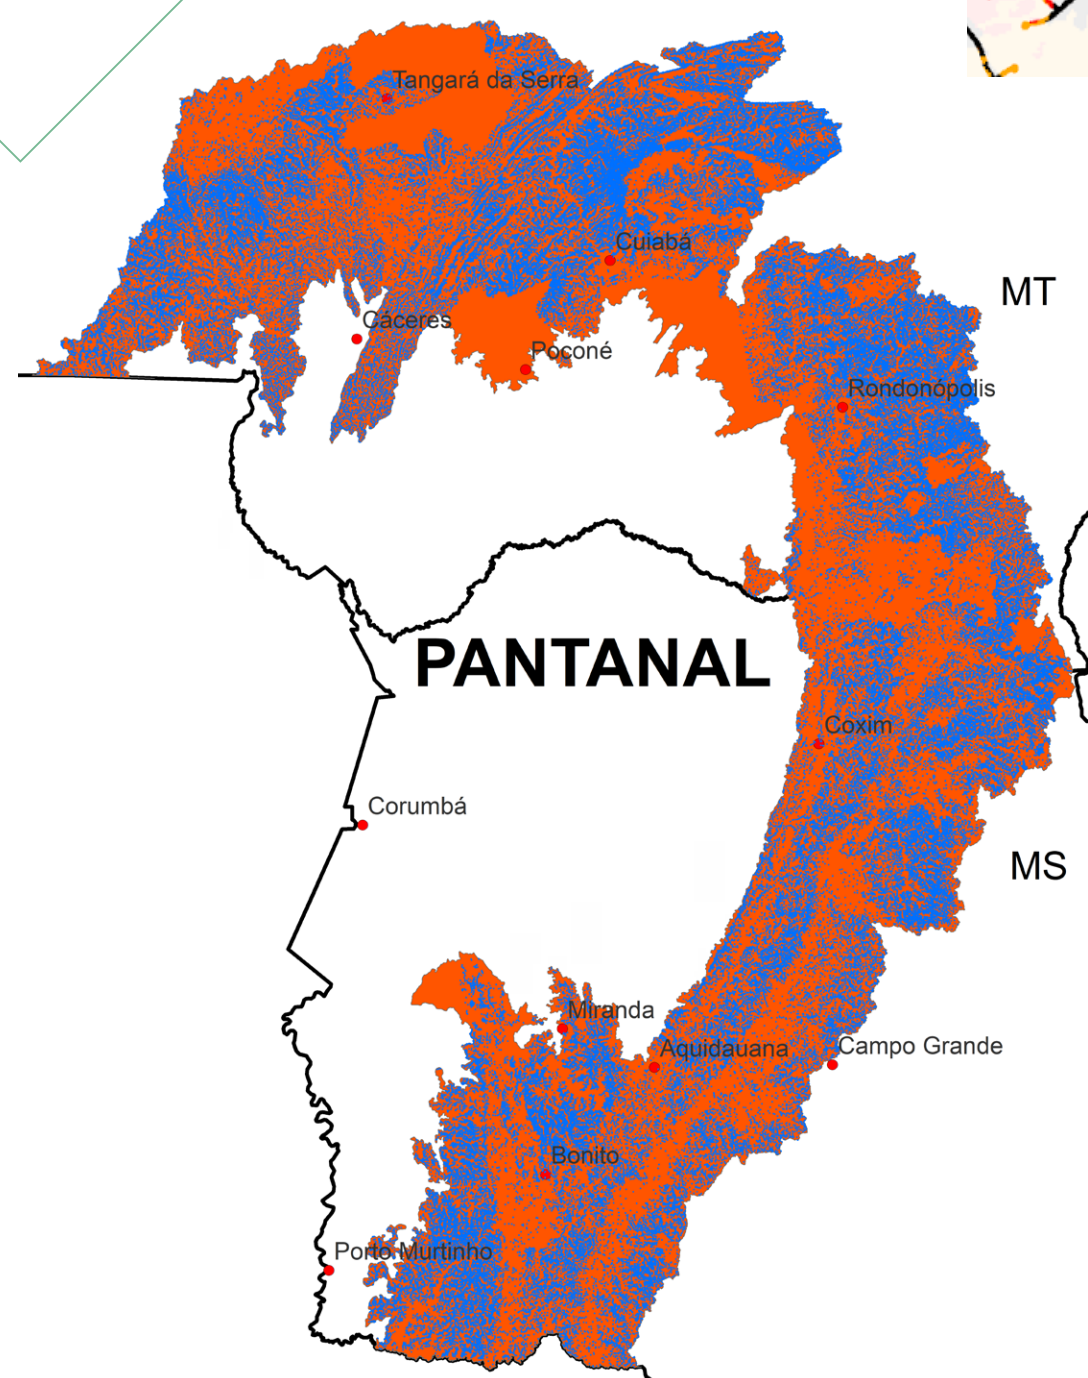 Tangará da Serra
Cuiabá
MT
Cáceres
Poconé
Rondonópolis
PANTANAL
Coxim
Corumbá
MS
Miranda
Aquidauana
Campo Grande
Bonito
Porto Murtinho